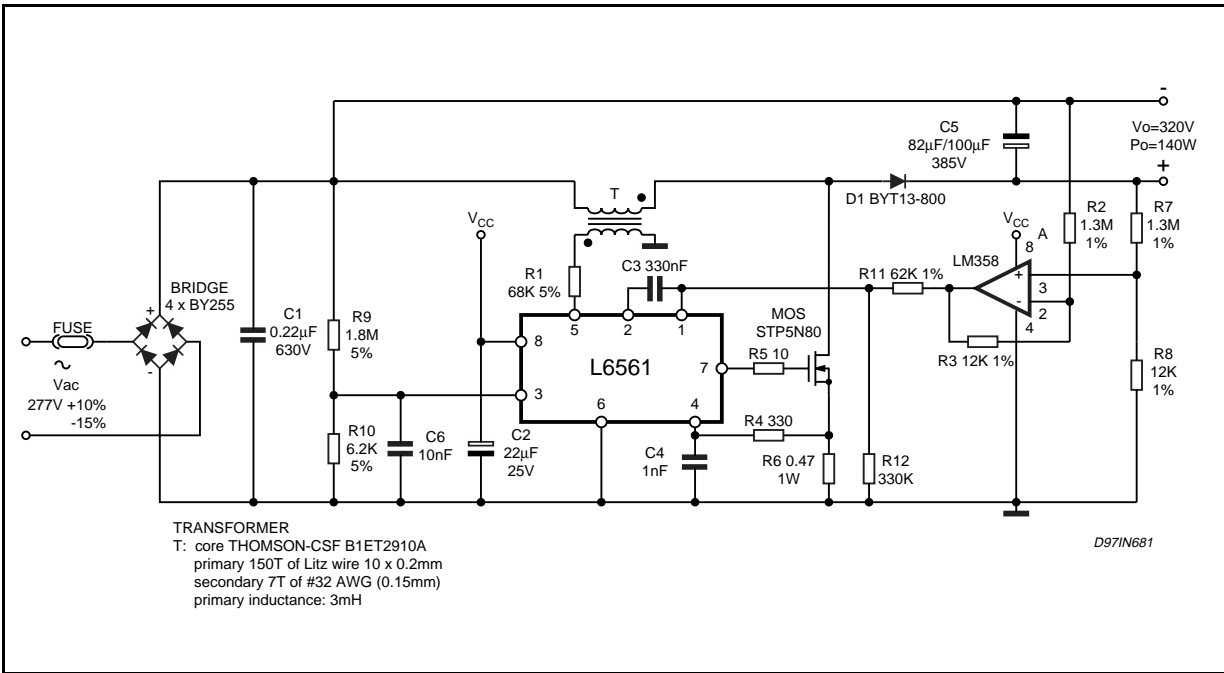 -
C5
82µF/100µF
385V
Vo=320V
Po=140W
+
T
D1 BYT13-800
VCC
R1
68K 5%
C3 330nF
R11 62K 1%
LM358
VCC
8
A
R2
1.3M
1%
R7
1.3M
1%
+
3
-
2
4
BRIDGE
4 x BY255
+
-
FUSE
~
Vac
277V +10%
-15%
C1
0.22µF
630V
R9
1.8M
5%
5
2
1
8
L6561
7
3
6
4
MOS
STP5N80
R5 10
R3 12K 1%
R8
12K
1%
R10
6.2K
5%
C6
10nF
C2
22µF
25V
C4
1nF
R4 330
R6 0.47
1W
R12
330K
TRANSFORMER
T: core THOMSON-CSF B1ET2910A
primary 150T of Litz wire 10 x 0.2mm
secondary 7T of #32 AWG (0.15mm)
primary inductance: 3mH
D97IN681